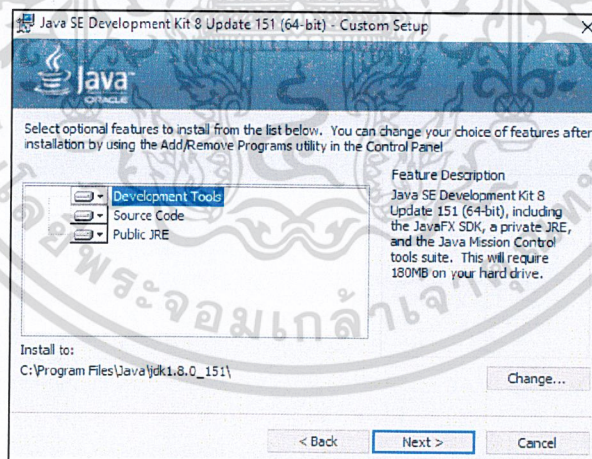 Java SE Development Kit 8 Update 151 (64-bit) - Custom Setup
Java
ORACLE
Select optional features to install from the list below. You can change your choice of features after
installation by using the Add/Remove Programs utility in the Control Panel
Development Tools
Source Code
Public JRE
Feature Description
Java SE Development Kit 8
Update 151 (64-bit), including
the JavaFX SDK, a private JRE,
and the Java Mission Control
tools suite. This will require
180MB on your hard drive.
Install to:
C:\Program Files\Java\jdk1.8.0_151\
Change...
< Back
Next >
Cancel